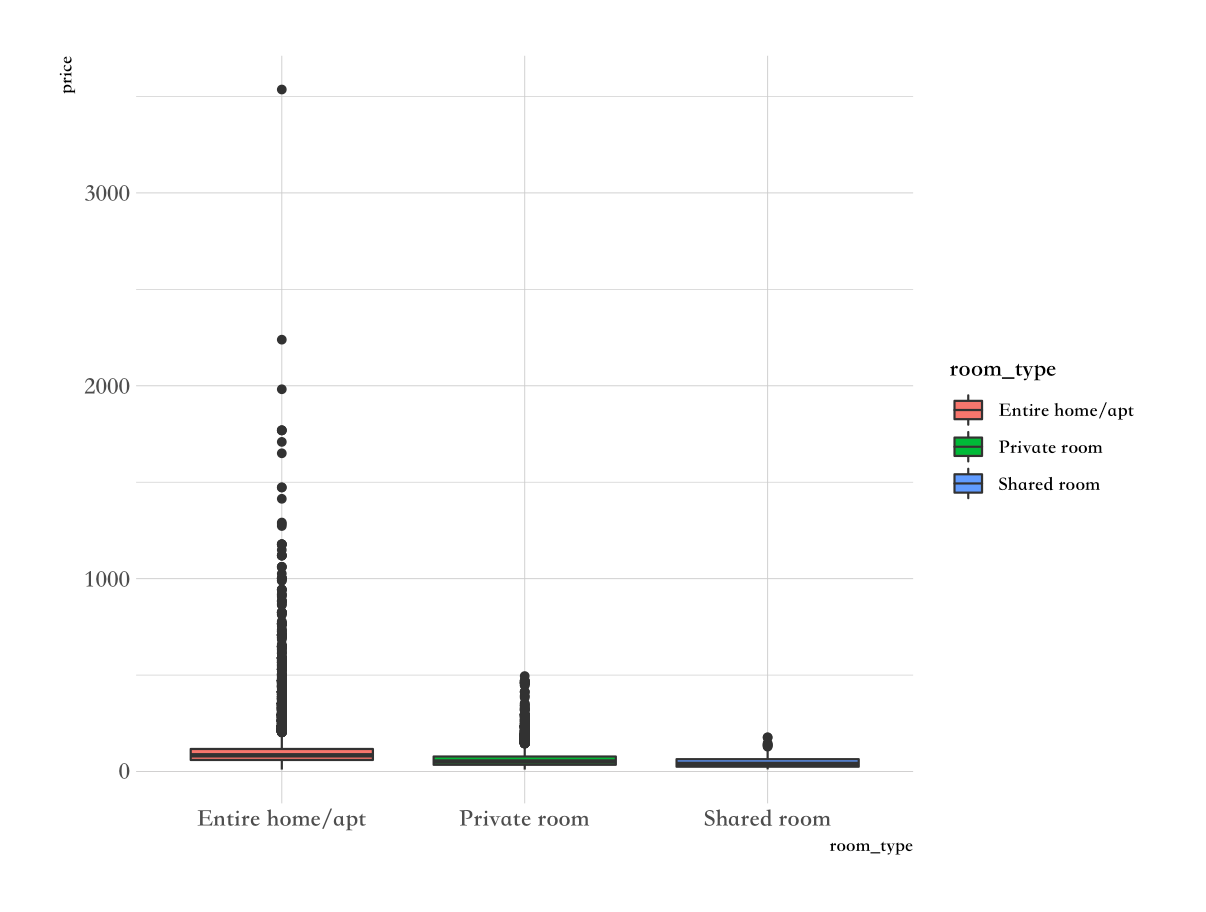 price
3000
2000
1000
0
Entire home/apt
Private room
Shared room
room_type
room_type
Entire home/apt
Private room
Shared room